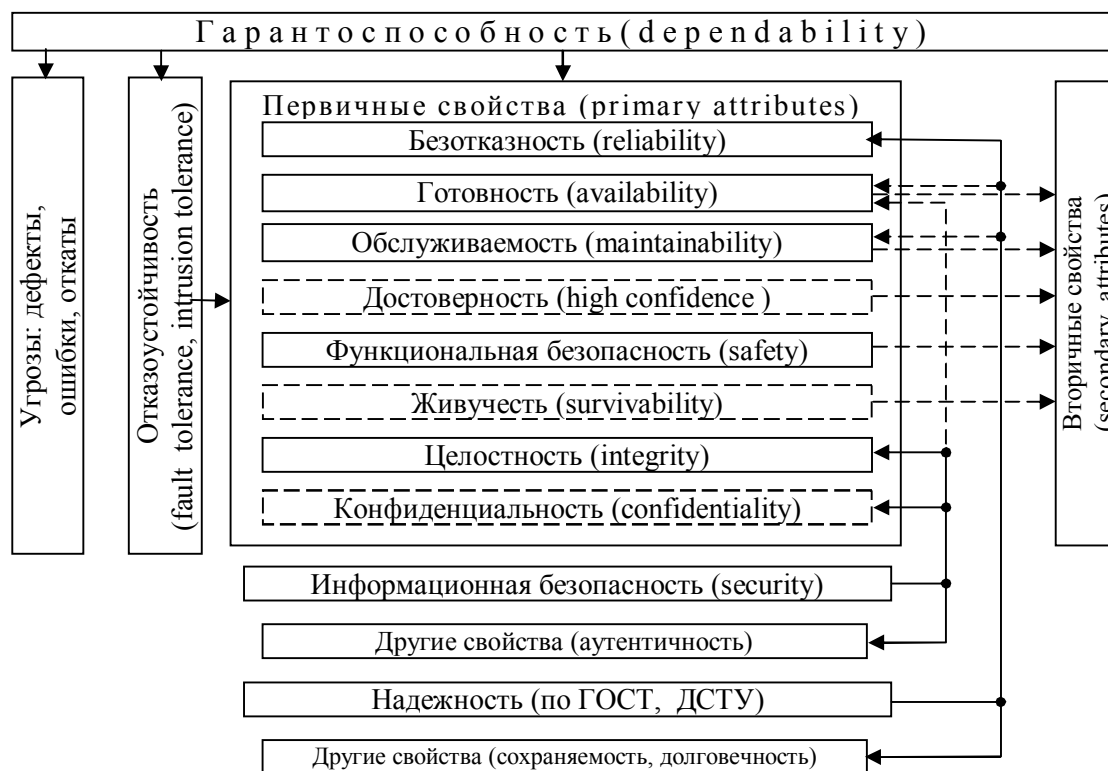 Гарантоспособность(dependability)
Угрозы: дефекты,
ошибки, откаты
Отказоустойчивость
(fault tolerance, intrusion tolerance)
Первичные свойства (primary attributes)
Безотказность (reliability)
Готовность (availability)
Обслуживаемость (maintainability)
Достоверность (high confidence )
Функциональная безопасность (safety)
Живучесть (survivability)
Целостность (integrity)
Конфиденциальность (confidentiality)
Вторичные свойства
(secondary attributes)
Информационная безопасность (security)
Другие свойства (аутентичность)
Надежность (по ГОСТ, ДСТУ)
Другие свойства (сохраняемость, долговечность)